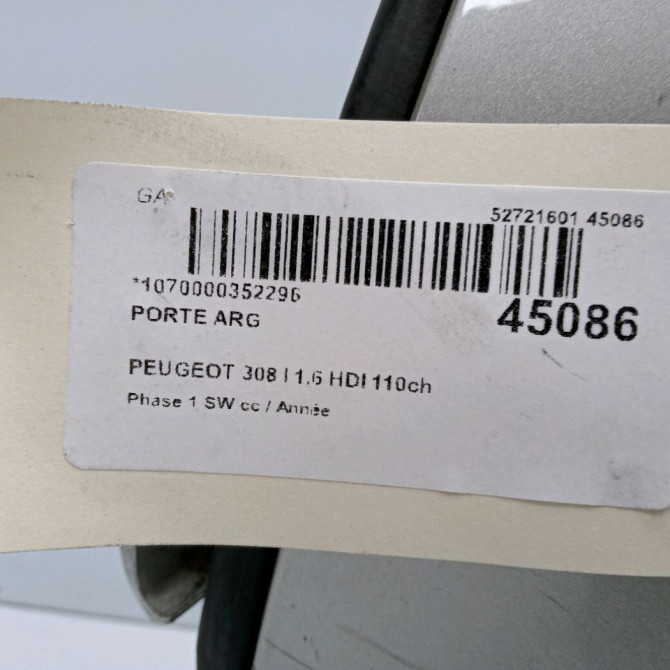 GA
52721601 45086
*1070000352296
45086
PORTE ARG
PEUGEOT 308 I 1.6 HDI 110ch
Phase 1 SW cc / Année